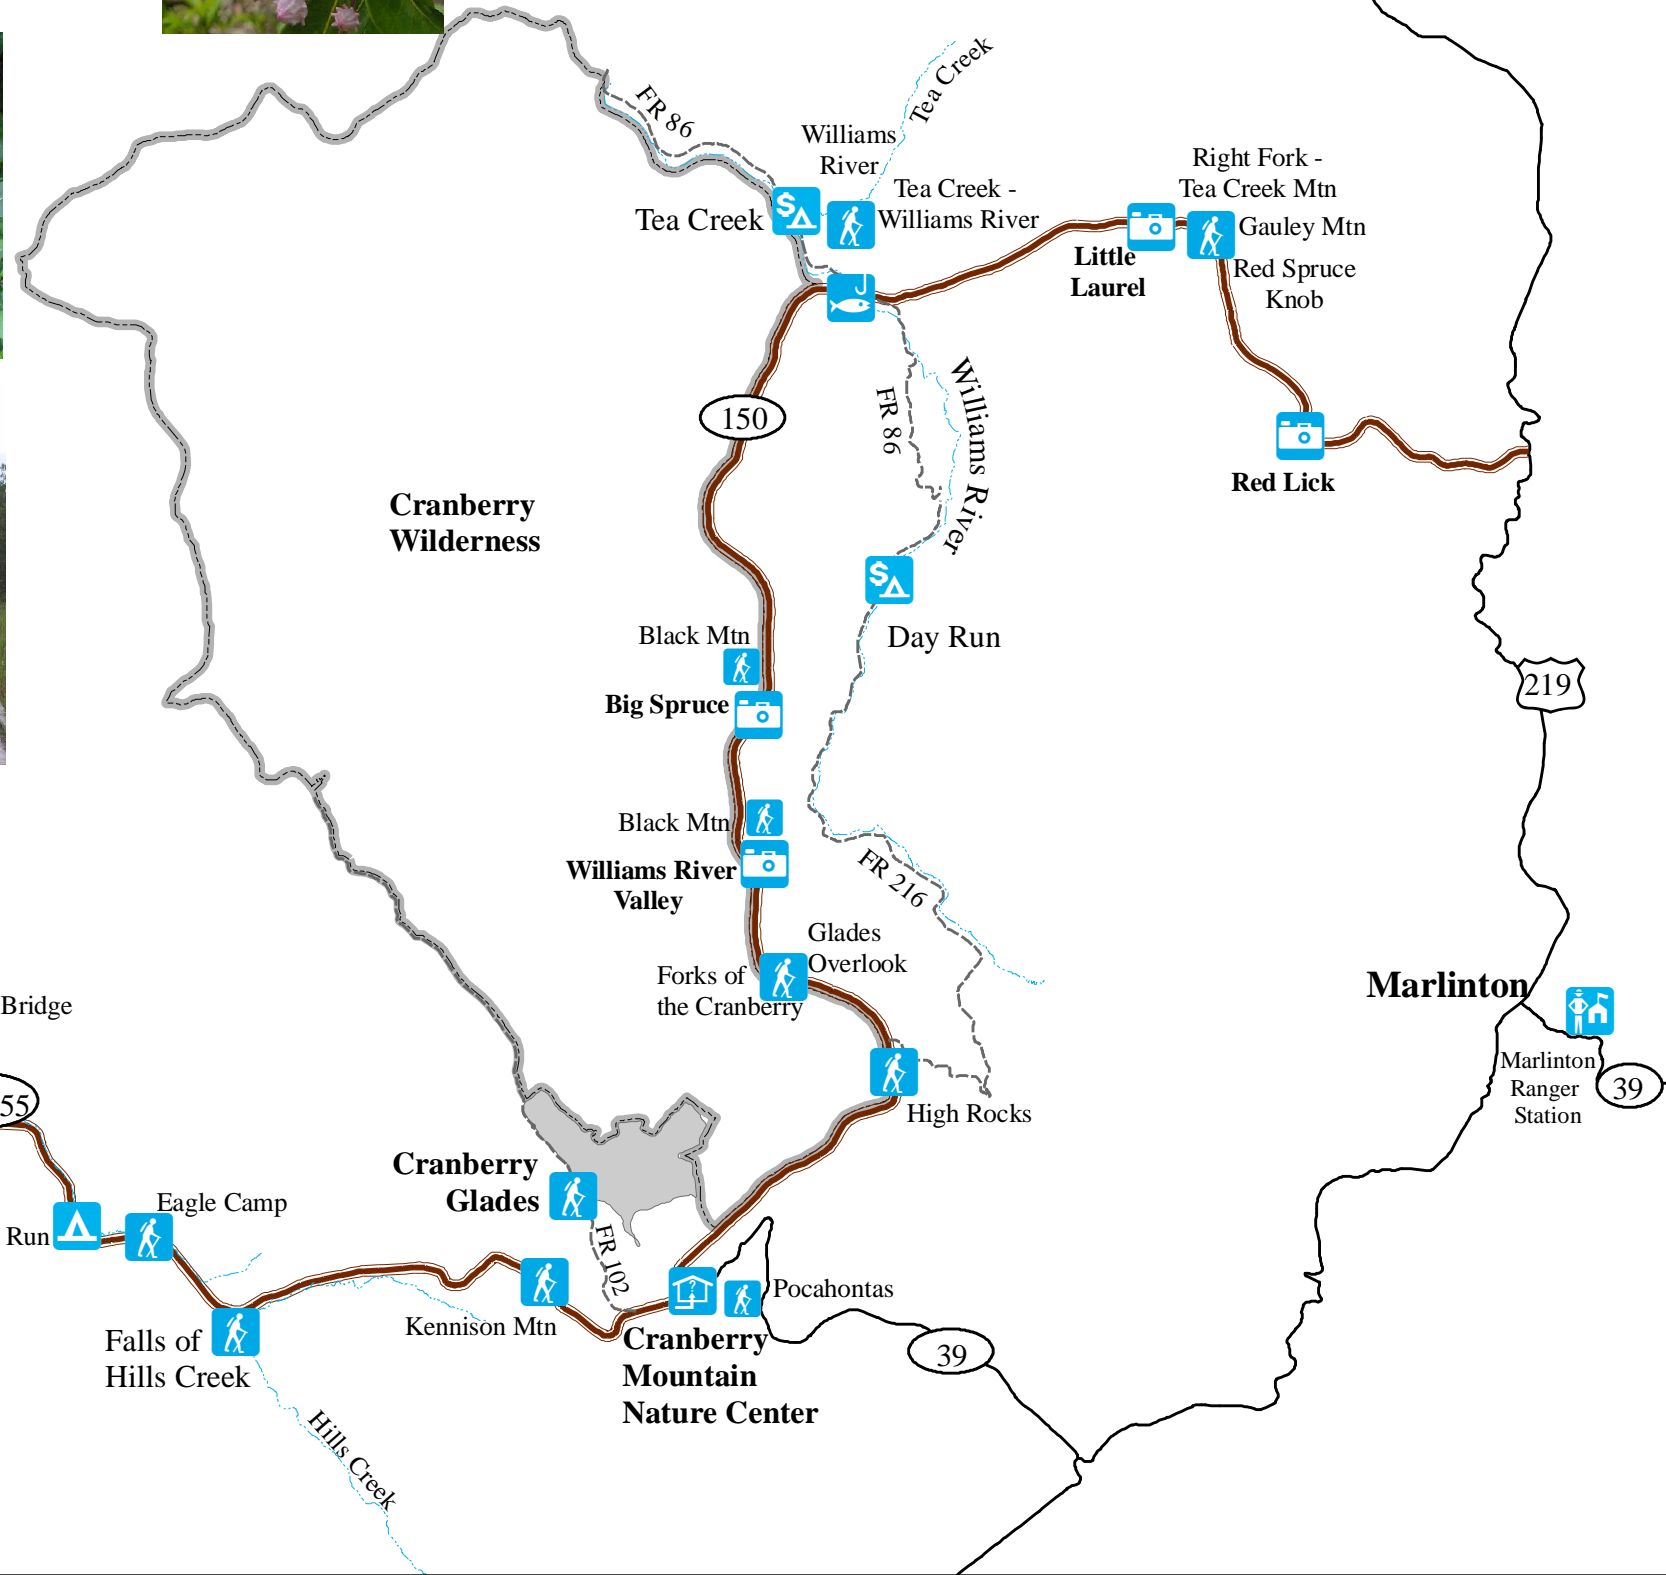 FR 86
Tea Creek
Williams
River
Tea Creek -
Williams River
Tea Creek
Right Fork -
Tea Creek Mtn
Gauley Mtn
Red Spruce
Knob
Little
Laurel
FR 86
Williams River
150
Red Lick
Cranberry
Wilderness
Day Run
Black Mtn
Big Spruce
219
Black Mtn
Williams River
Valley
FR 216
Glades
Overlook
Forks of
the Cranberry
Marlinton
Bridge
Marlinton
Ranger
Station
39
55
High Rocks
Cranberry
Glades
Eagle Camp
Run
FR 102
Pocahontas
Kennison Mtn
Falls of
Hills Creek
Cranberry
Mountain
Nature Center
39
Hills Creek